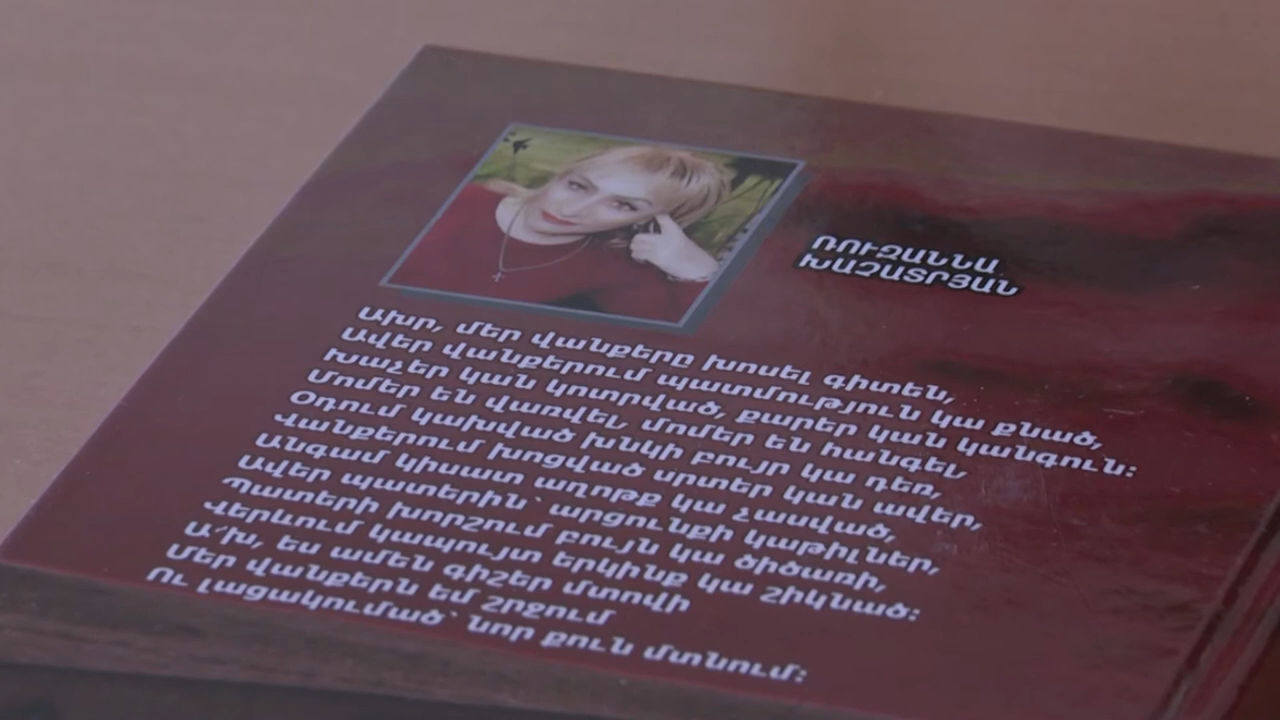 ՌՈՒԶԱՆՆԱ
ԽԱՉԱՏՐՅԱՆ
Ախր, մեր վանքերը խոսել գիտեն,
Ավեր վանքերում պատմություն կա քնած,
Խաչեր կան կոտրված, քարեր կան կանգուն:
Մոմեր են վառվել, մոմեր են հանգել
Օդում կախված խնկի բույր կա դեռ,
Վանքերում խոցված սրտեր կան ավեր,
Անգամ կիսատ աղոթք կա չասված,
Ավեր պատերին՝ արցունքի կաթիլներ,
Պատերի խորշում բույն կա ծիծառի,
Վերևում կապույտ երկինք կա շիկնած:
Ա՜խ, ես ամեն գիշեր մտովի
Մեր վանքերն եմ շրջում
Ու լացակումած՝ նոր քուն մտնում: